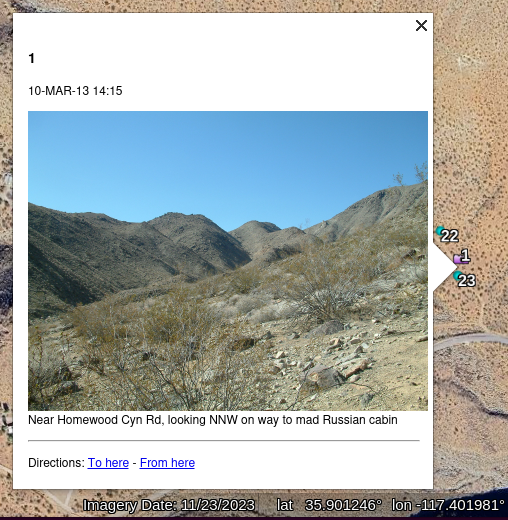 1
10-MAR-13 14:15
Near Homewood Cyn Rd, looking NNW on way to mad Russian cabin
Directions: To here - From here
22
1
23
Imagery Date: 11/23/2023 lat 35.901246° lon -117.401981°